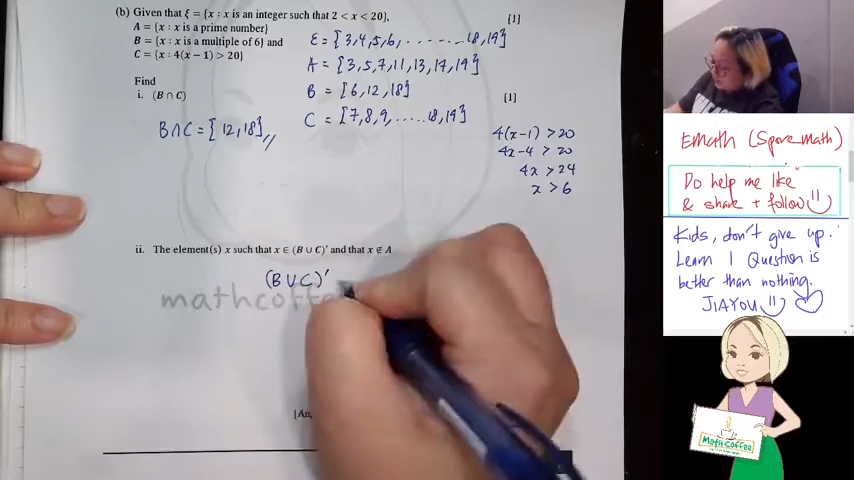 (b) Given that ξ = {x : x is an integer such that 2 < x < 20}, [1]
A = {x : x is a prime number}
B = {x : x is a multiple of 6} and
C = {x : 4(x − 1) > 20}
Ɛ = {3,4,5,6, ........ 18,19}
A = {3,5,7,11,13,17,19}
B = {6,12,18}
C = {7,8,9, ..... 18,19}
Find
i. (B ∩ C) [1]
B∩C = {12,18}//
4(x−1) > 20
4x−4 > 20
4x > 24
x > 6
ii. The element(s) x such that x ∈ (B ∪ C)′ and that x ∉ A
(B ∪ C)′
mathcoffe
[An
EMath (Spore Math)
Do help me like
& share + follow
Kids, don't give up.
Learn 1 Question is
better than nothing.
JIAYOU
Math Coffee